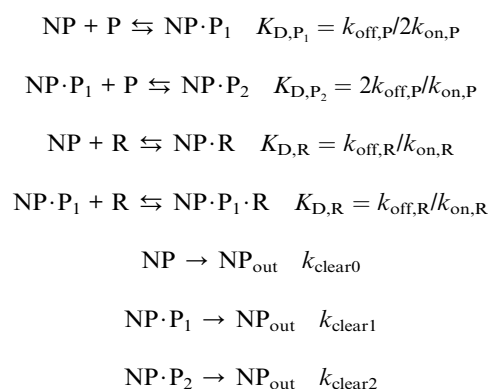 NP + P ⇆ NP·P₁ K_D,P₁ = k_off,P/2k_on,P
NP·P₁ + P ⇆ NP·P₂ K_D,P₂ = 2k_off,P/k_on,P
NP + R ⇆ NP·R K_D,R = k_off,R/k_on,R
NP·P₁ + R ⇆ NP·P₁·R K_D,R = k_off,R/k_on,R
NP → NP_out k_clear0
NP·P₁ → NP_out k_clear1
NP·P₂ → NP_out k_clear2